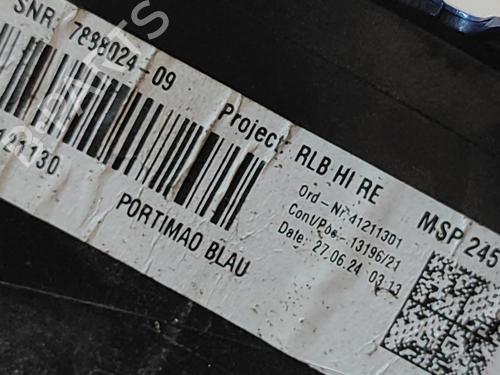 SNR. 7898024-09
Project
RLB HI RE
MSP 245
Ord-Nr 41211301
Cont/Pos - 13196/21
Date: 27.06.24 03:13
PORTIMAO BLAU